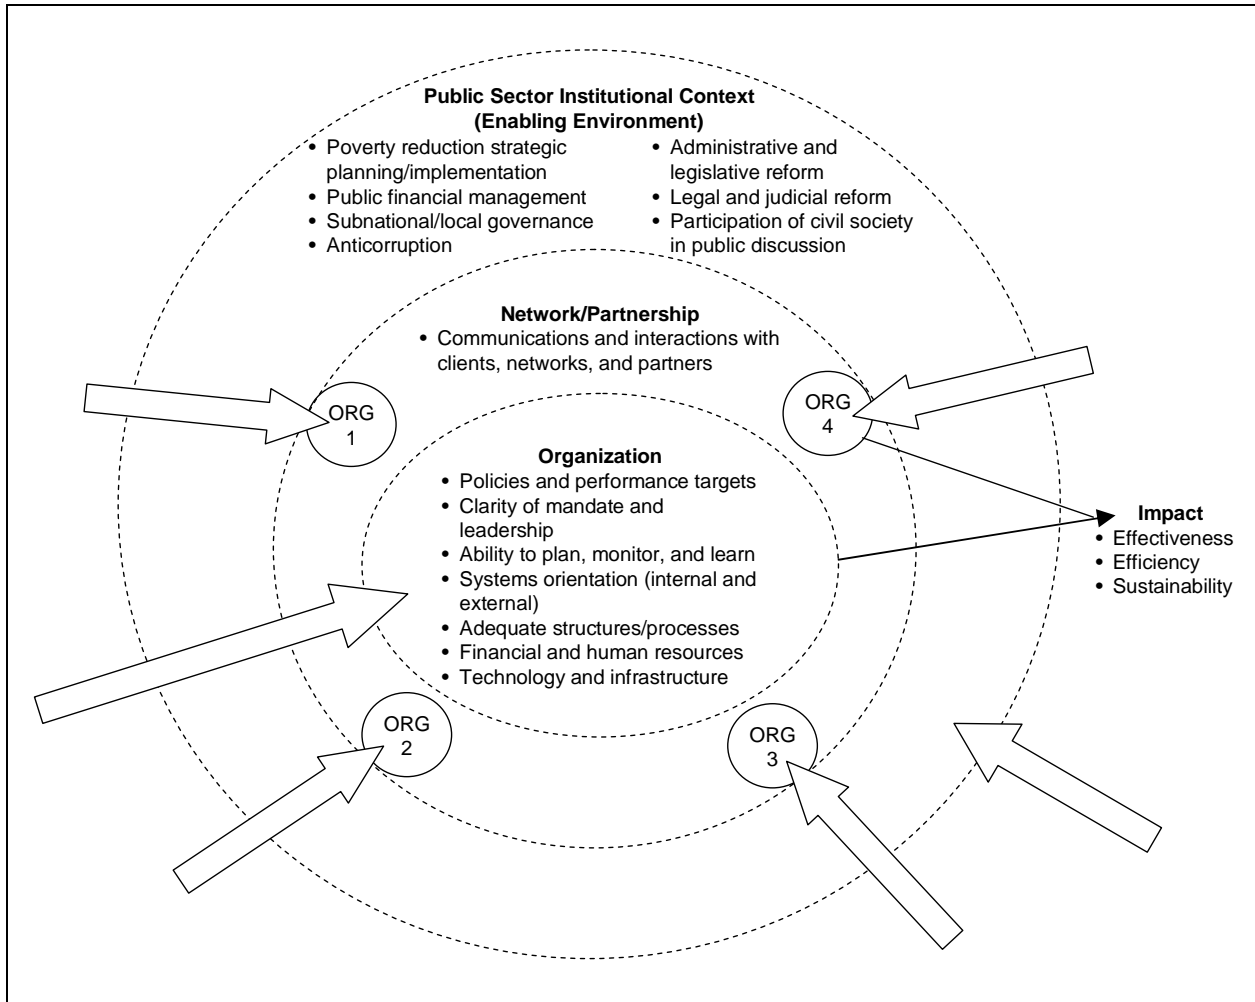 Public Sector Institutional Context
(Enabling Environment)
• Poverty reduction strategic
planning/implementation
• Public financial management
• Subnational/local governance
• Anticorruption
• Administrative and
legislative reform
• Legal and judicial reform
• Participation of civil society
in public discussion
Network/Partnership
• Communications and interactions with
clients, networks, and partners
ORG
1
ORG
4
Organization
• Policies and performance targets
• Clarity of mandate and
leadership
• Ability to plan, monitor, and learn
• Systems orientation (internal and
external)
• Adequate structures/processes
• Financial and human resources
• Technology and infrastructure
Impact
• Effectiveness
• Efficiency
• Sustainability
ORG
2
ORG
3